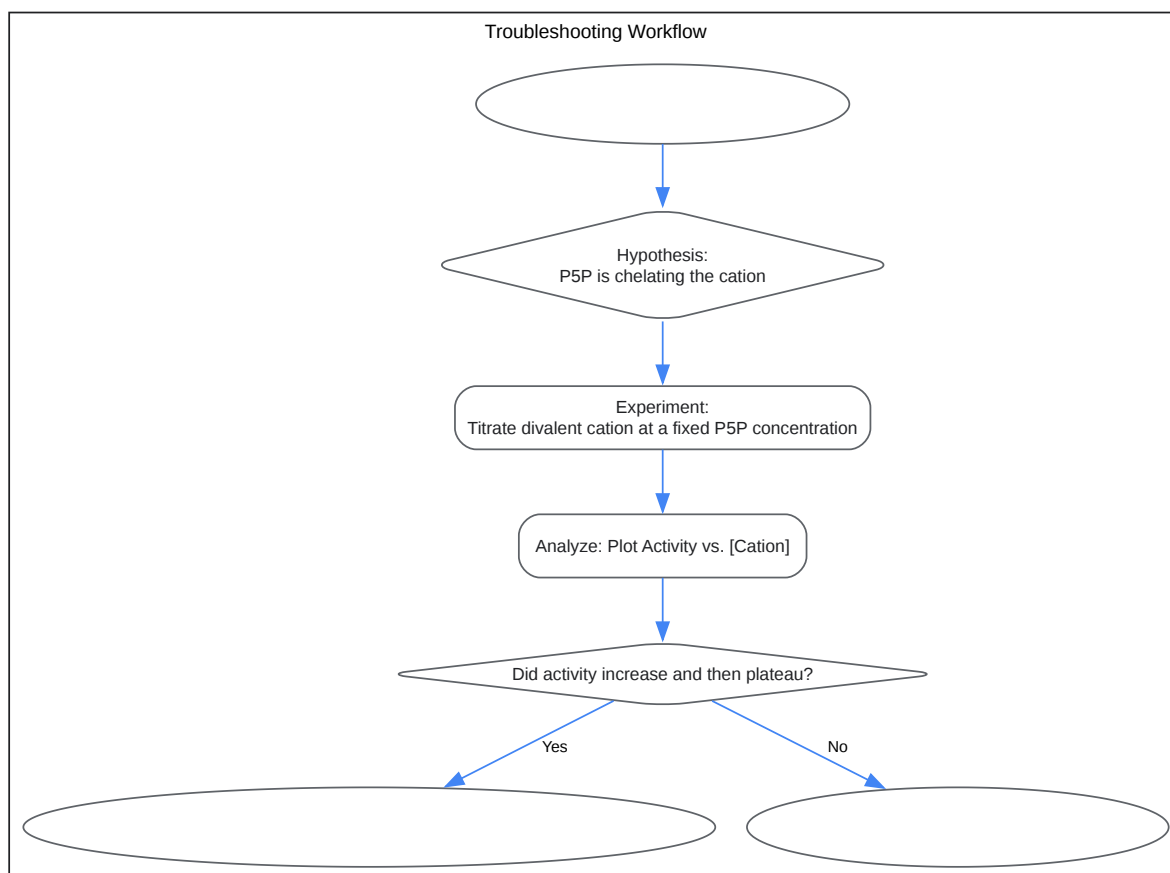 Troubleshooting Workflow
Hypothesis:
P5P is chelating the cation
Experiment:
Titrate divalent cation at a fixed P5P concentration
Analyze: Plot Activity vs. [Cation]
Did activity increase and then plateau?
Yes
No